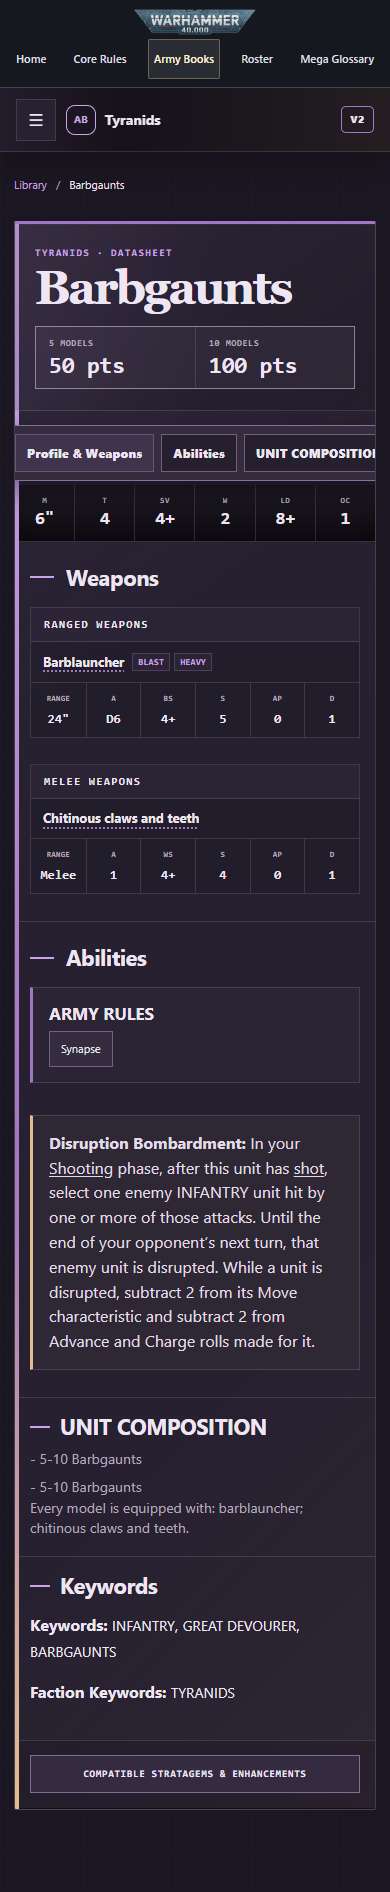 WARHAMMER
40,000
Home Core Rules Army Books Roster Mega Glossary
☰ AB Tyranids V2
Library / Barbgaunts
TYRANIDS · DATASHEET
Barbgaunts
5 MODELS 10 MODELS
50 pts 100 pts
Profile & Weapons Abilities UNIT COMPOSITION
M T SV W LD OC
6" 4 4+ 2 8+ 1
Weapons
RANGED WEAPONS
Barblauncher BLAST HEAVY
RANGE A BS S AP D
24" D6 4+ 5 0 1
MELEE WEAPONS
Chitinous claws and teeth
RANGE A WS S AP D
Melee 1 4+ 4 0 1
Abilities
ARMY RULES
Synapse
Disruption Bombardment: In your
Shooting phase, after this unit has shot,
select one enemy INFANTRY unit hit by
one or more of those attacks. Until the
end of your opponent’s next turn, that
enemy unit is disrupted. While a unit is
disrupted, subtract 2 from its Move
characteristic and subtract 2 from
Advance and Charge rolls made for it.
UNIT COMPOSITION
- 5-10 Barbgaunts
- 5-10 Barbgaunts
Every model is equipped with: barblauncher;
chitinous claws and teeth.
Keywords
Keywords: INFANTRY, GREAT DEVOURER,
BARBGAUNTS
Faction Keywords: TYRANIDS
COMPATIBLE STRATAGEMS & ENHANCEMENTS